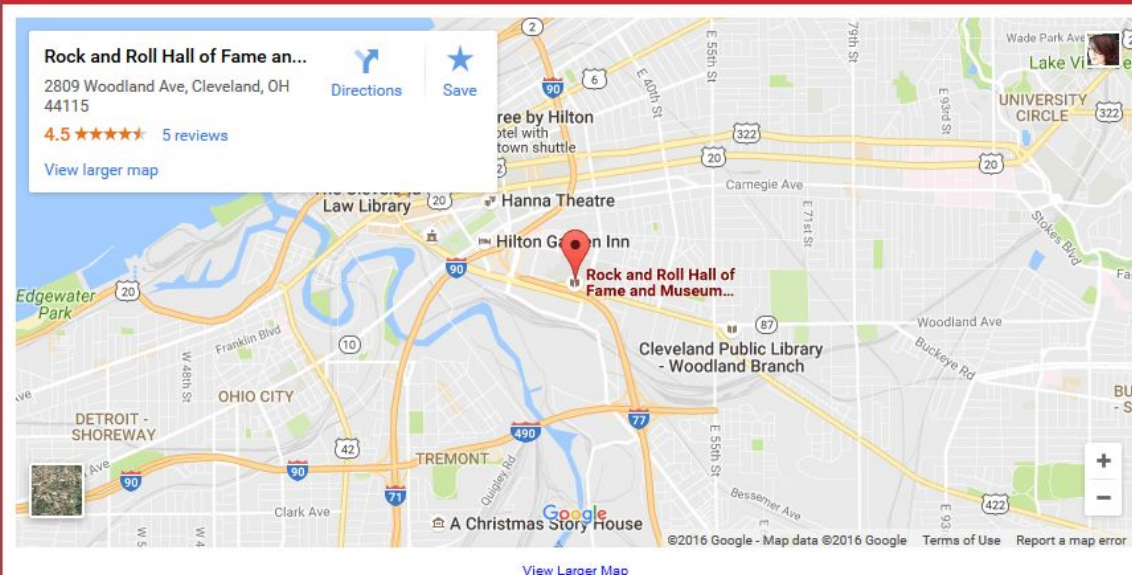 Rock and Roll Hall of Fame an...
2809 Woodland Ave, Cleveland, OH
44115
4.5
5 reviews
View larger map
Directions
Save
2
90
6
E 55th St
79th St
Wade Park Ave
E 40th St
E 93rd St
UNIVERSITY
CIRCLE
322
ree by Hilton
otel with
town shuttle
322
20
20
Carnegie Ave
Law Library
20
Hanna Theatre
E 71st St
Stokes Blvd
Hilton Garden Inn
90
Rock and Roll Hall of
Fame and Museum...
Edgewater
Park
20
87
Woodland Ave
Franklin Blvd
10
Cleveland Public Library
- Woodland Branch
Buckeye Rd
W 48th St
OHIO CITY
DETROIT -
SHOREWAY
490
77
42
TREMONT
E 55th St
90
90
71
Quigley Rd
Clark Ave
Bessemer Ave
422
Google
A Christmas Story House
+
−
©2016 Google - Map data ©2016 Google
Terms of Use
Report a map error
View Larger Map